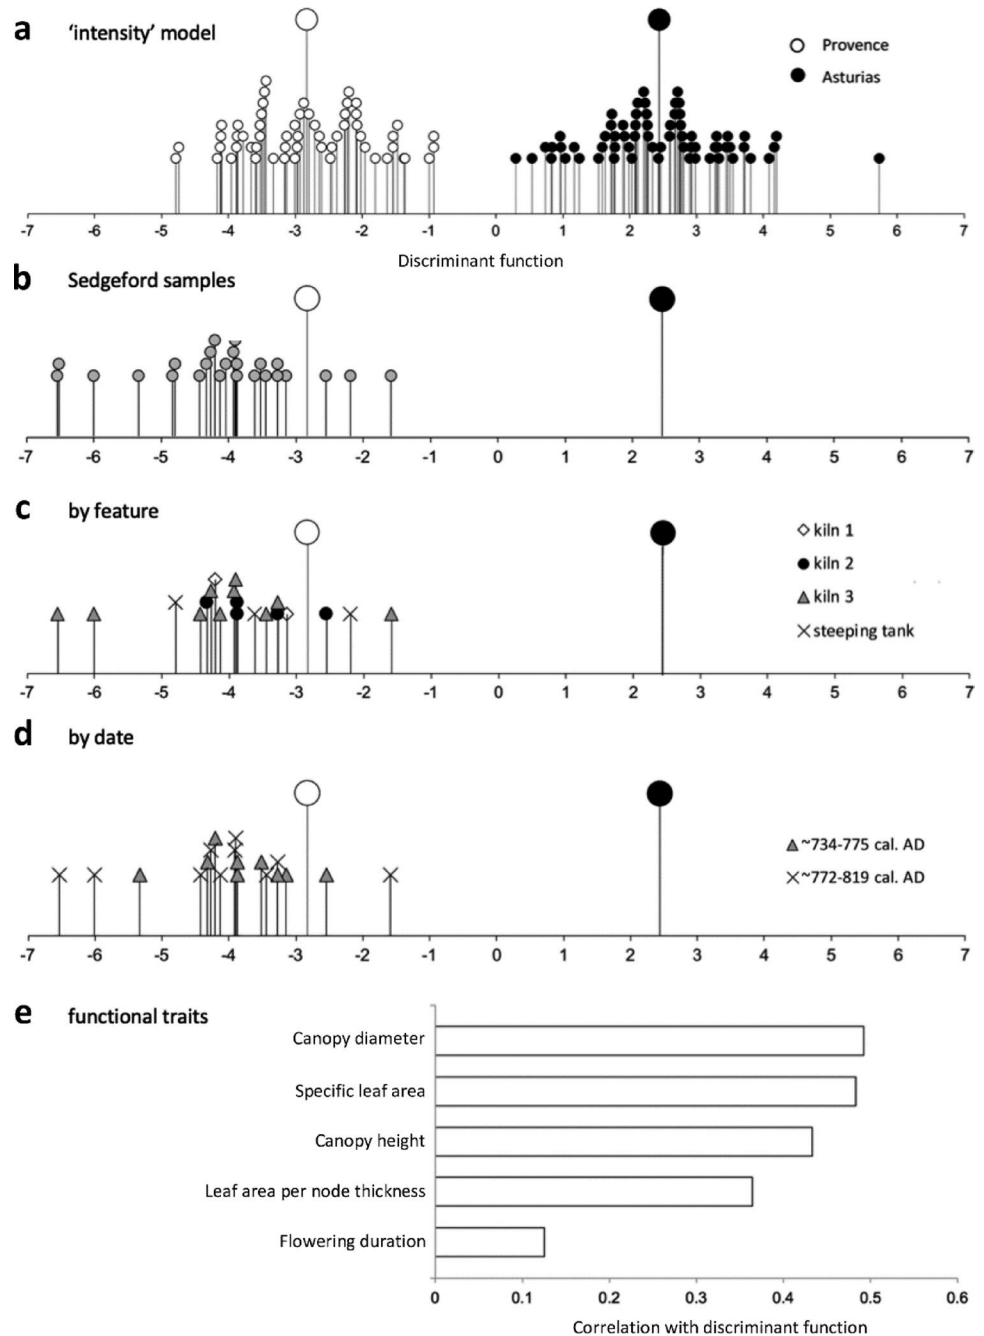 a 'intensity' model
Provence
Asturias
-7 -6 -5 -4 -3 -2 -1 0 1 2 3 4 5 6 7
Discriminant function
b Sedgeford samples
-7 -6 -5 -4 -3 -2 -1 0 1 2 3 4 5 6 7
c by feature
kiln 1
kiln 2
kiln 3
steeping tank
-7 -6 -5 -4 -3 -2 -1 0 1 2 3 4 5 6 7
d by date
~734-775 cal. AD
~772-819 cal. AD
-7 -6 -5 -4 -3 -2 -1 0 1 2 3 4 5 6 7
e functional traits
Canopy diameter
Specific leaf area
Canopy height
Leaf area per node thickness
Flowering duration
0 0.1 0.2 0.3 0.4 0.5 0.6
Correlation with discriminant function